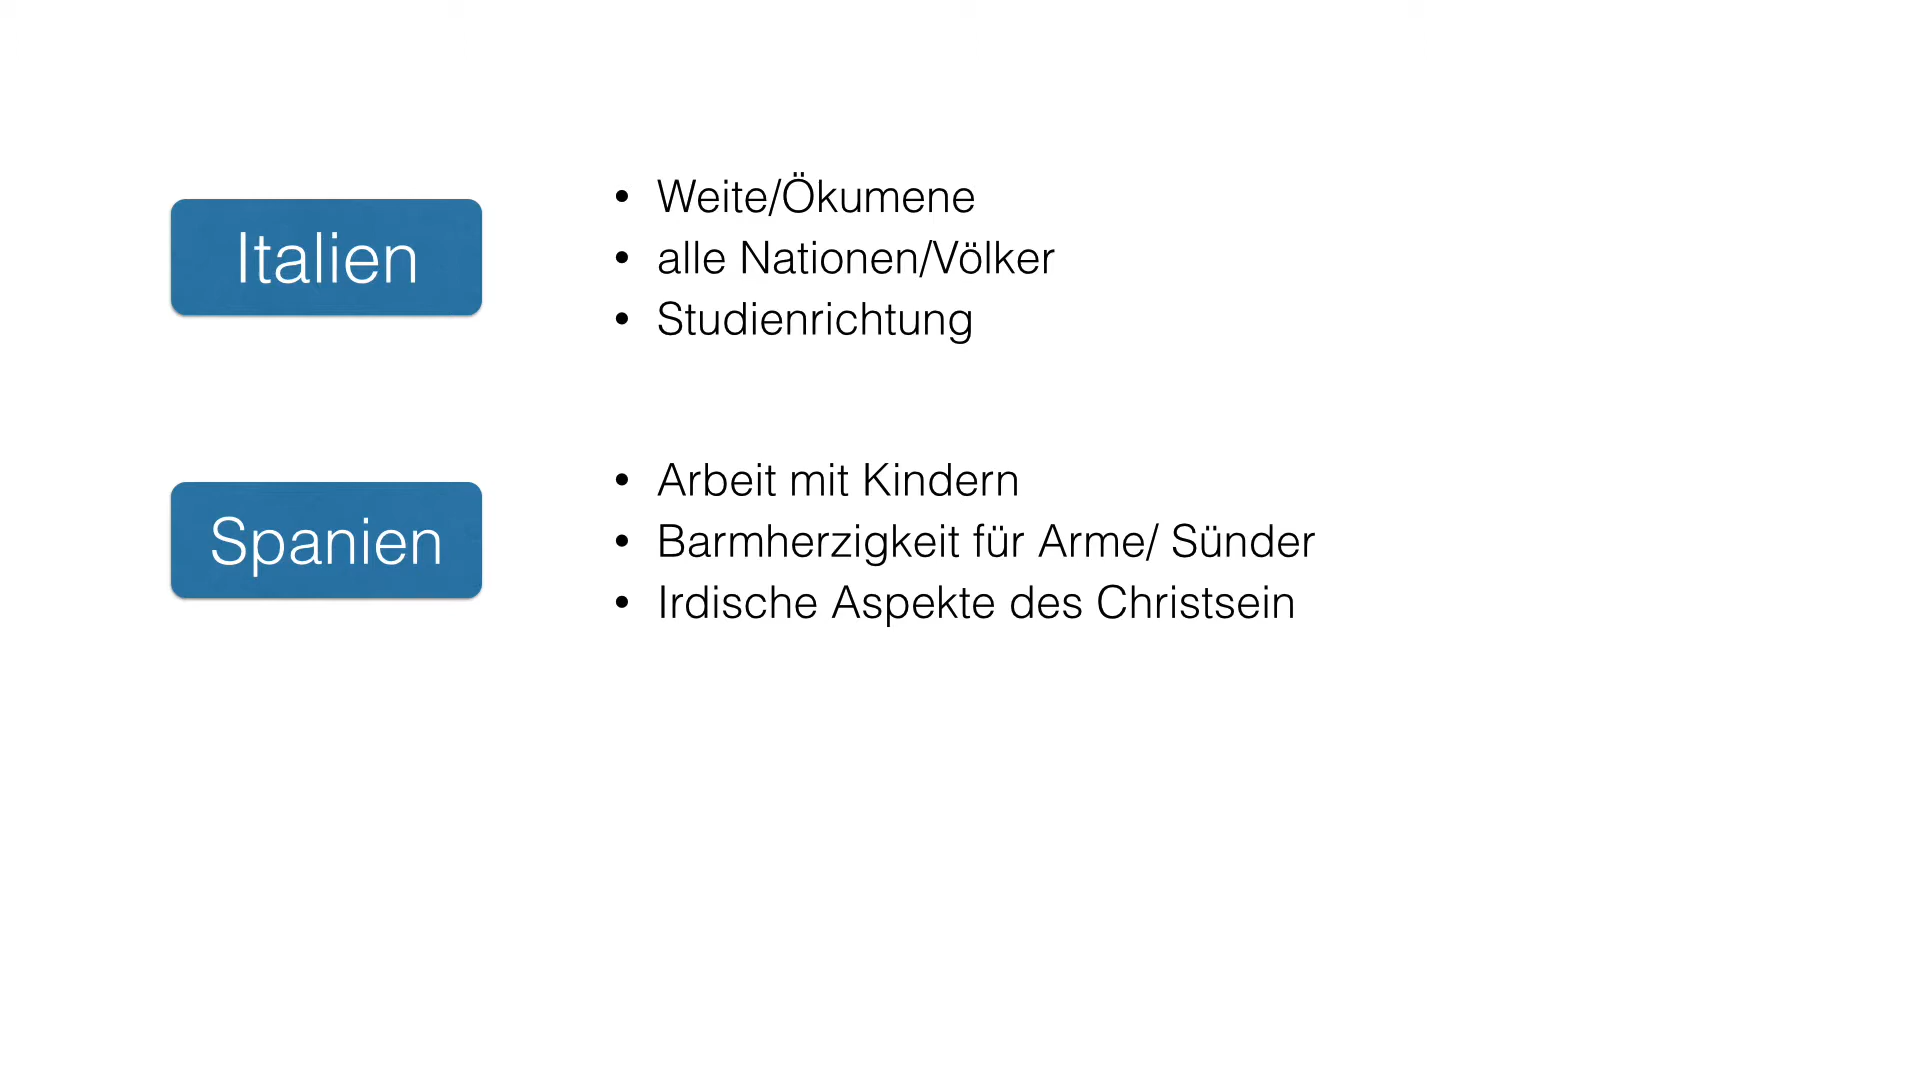 Italien
• Weite/Ökumene
• alle Nationen/Völker
• Studienrichtung
Spanien
• Arbeit mit Kindern
• Barmherzigkeit für Arme/ Sünder
• Irdische Aspekte des Christsein